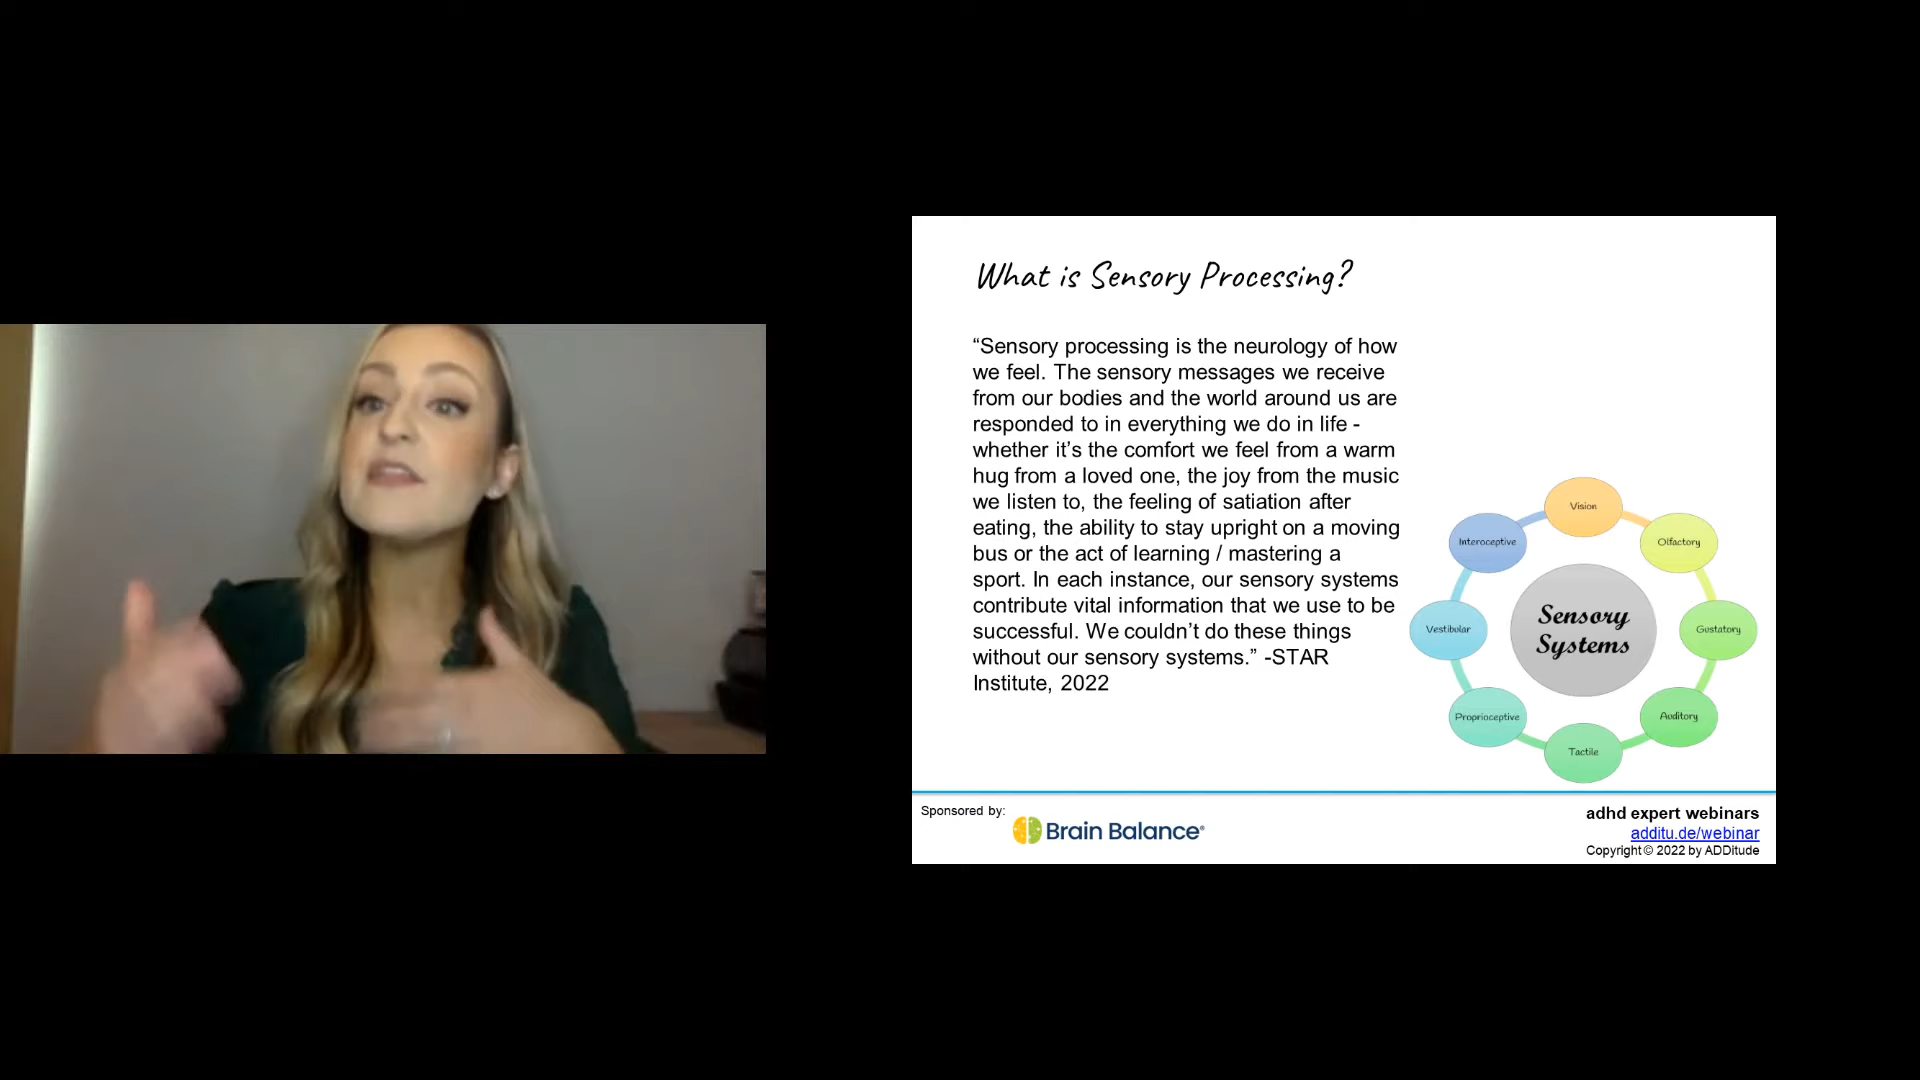 What is Sensory Processing?
“Sensory processing is the neurology of how
we feel. The sensory messages we receive
from our bodies and the world around us are
responded to in everything we do in life -
whether it’s the comfort we feel from a warm
hug from a loved one, the joy from the music
we listen to, the feeling of satiation after
eating, the ability to stay upright on a moving
bus or the act of learning / mastering a
sport. In each instance, our sensory systems
contribute vital information that we use to be
successful. We couldn’t do these things
without our sensory systems.” -STAR
Institute, 2022
Vision
Olfactory
Gustatory
Auditory
Tactile
Proprioceptive
Vestibular
Interoceptive
Sensory
Systems
Sponsored by:
Brain Balance®
adhd expert webinars
additu.de/webinar
Copyright © 2022 by ADDitude